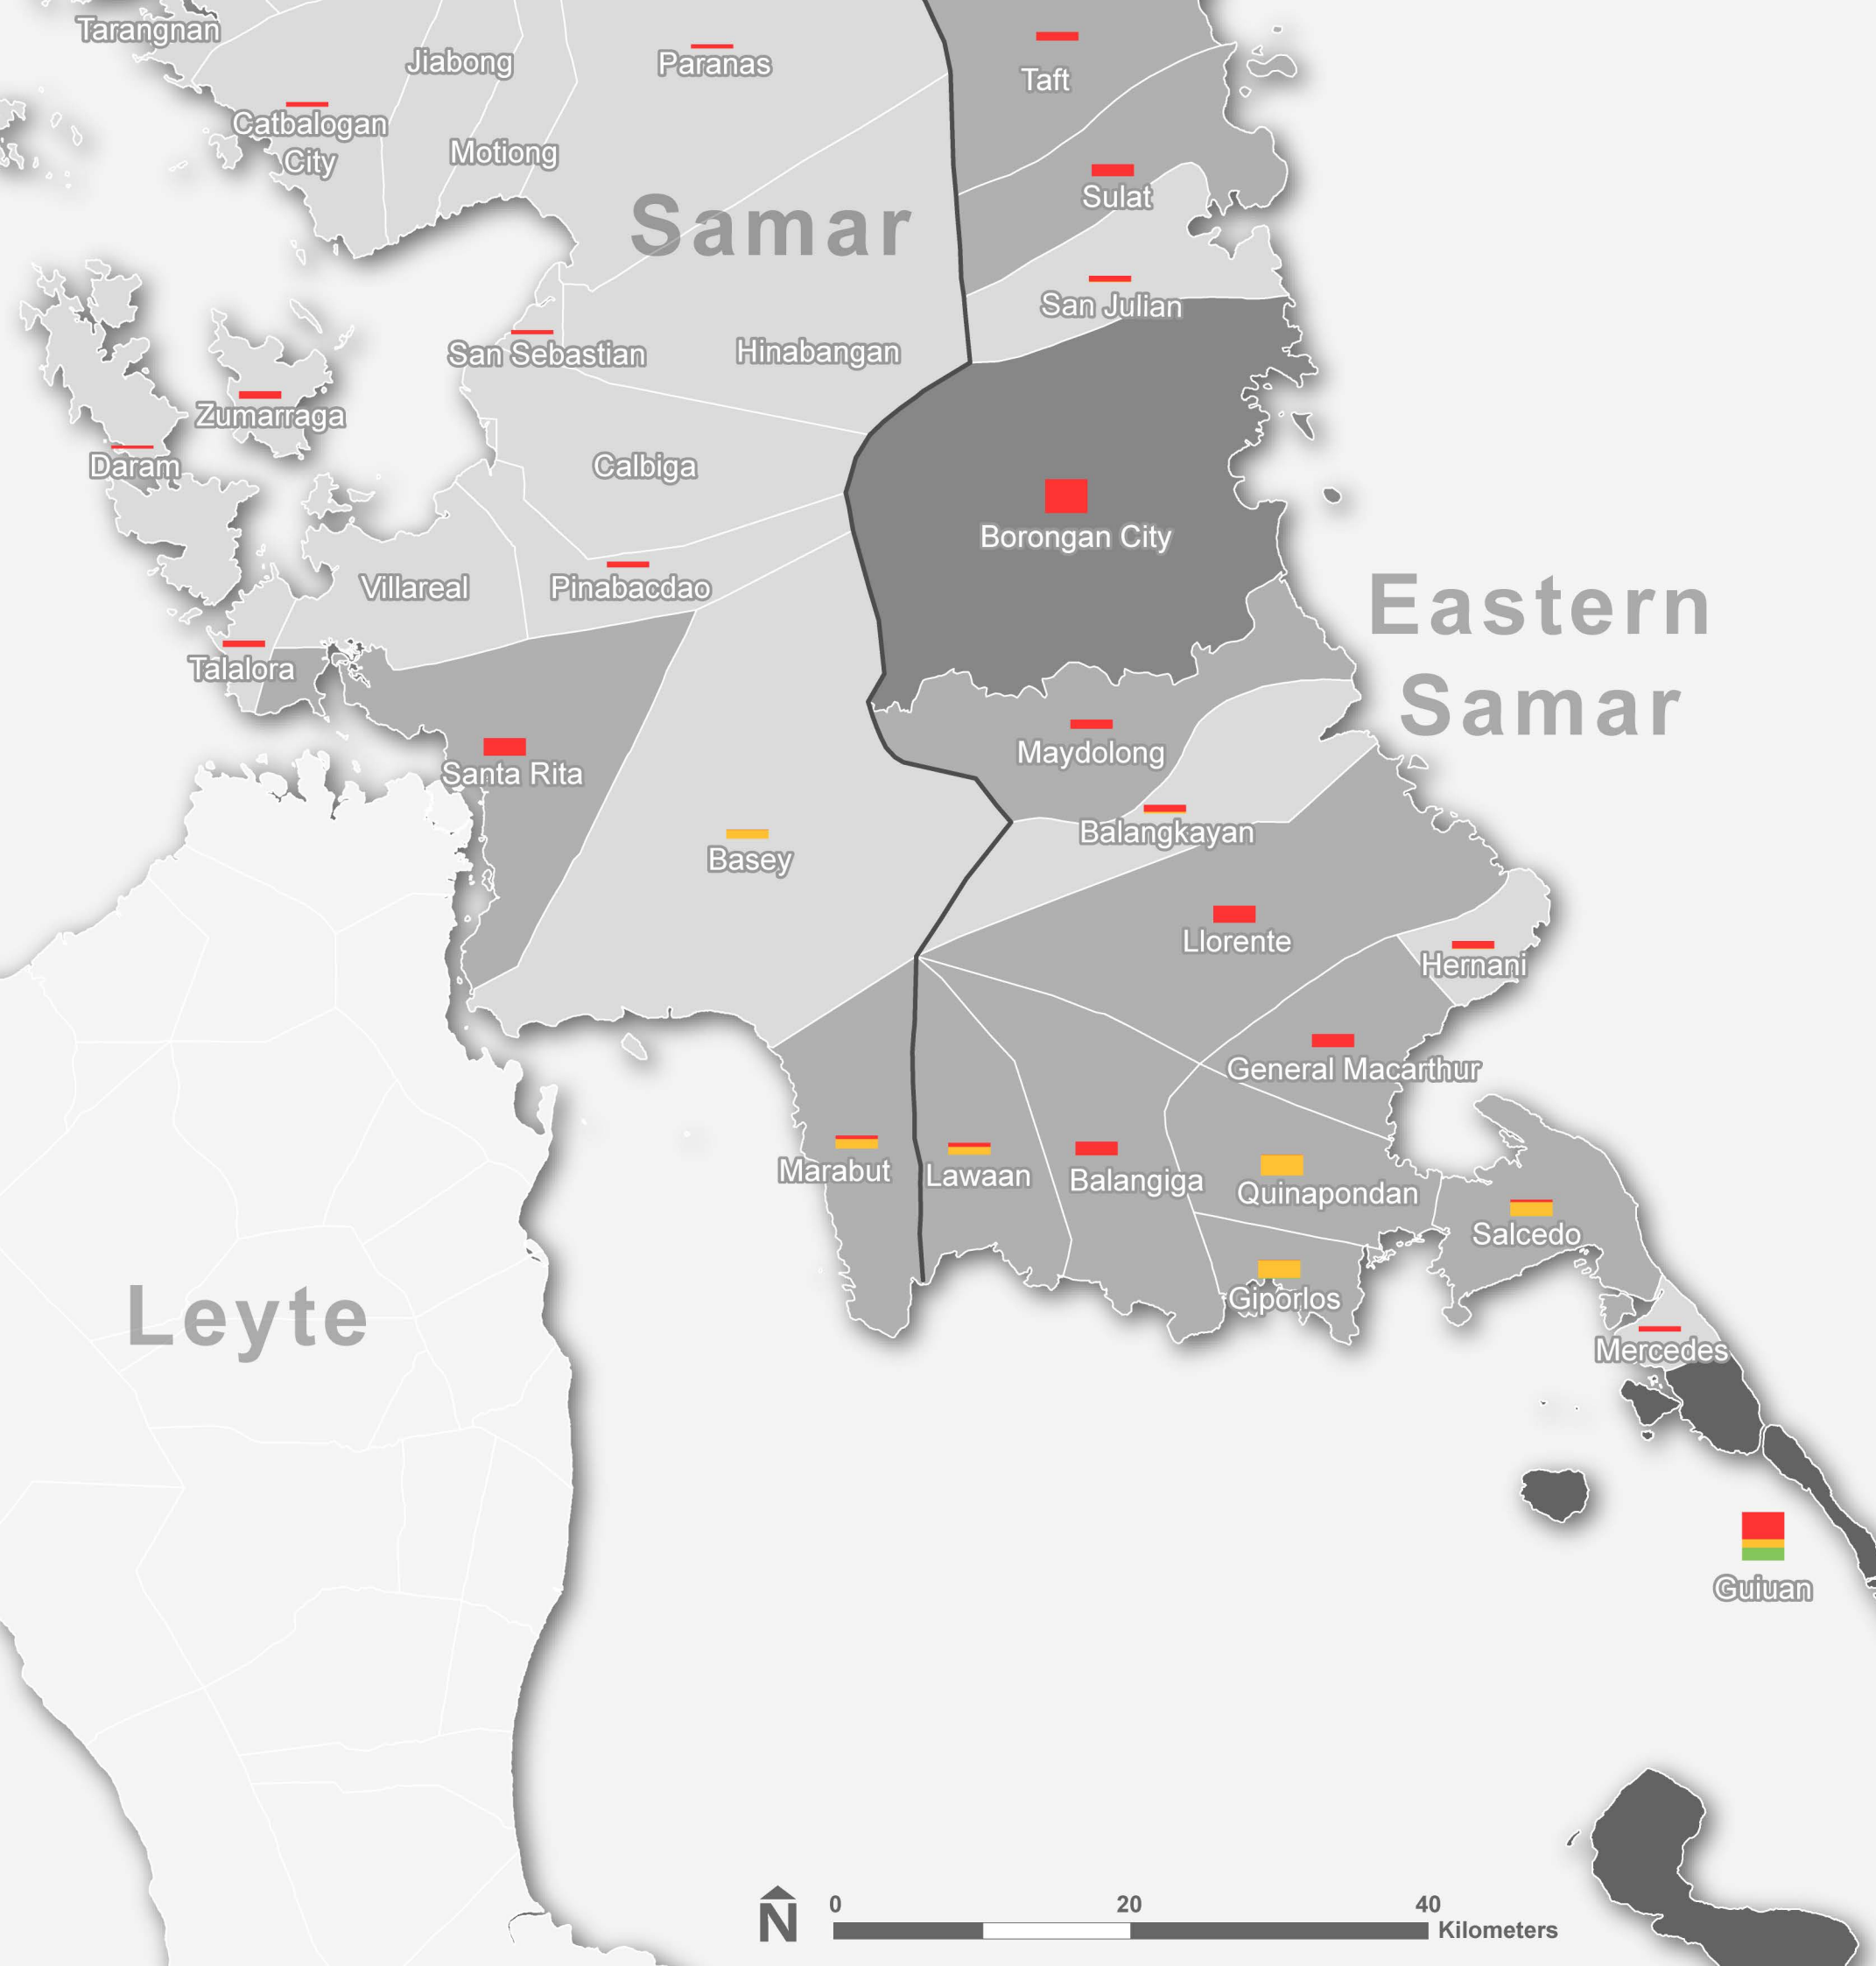 Tarangnan
Jiabong
Paranas
Taft
Catbalogan
City
Motiong
Sulat
Samar
San Julian
San Sebastian
Hinabangan
Zumarraga
Daram
Calbiga
Borongan City
Villareal
Pinabacdao
Eastern
Samar
Talalora
Maydolong
Santa Rita
Balangkayan
Basey
Llorente
Hernani
General Macarthur
Marabut
Lawaan
Balangiga
Quinapondan
Salcedo
Giporlos
Leyte
Mercedes
Guiuan
N
0 20 40
Kilometers